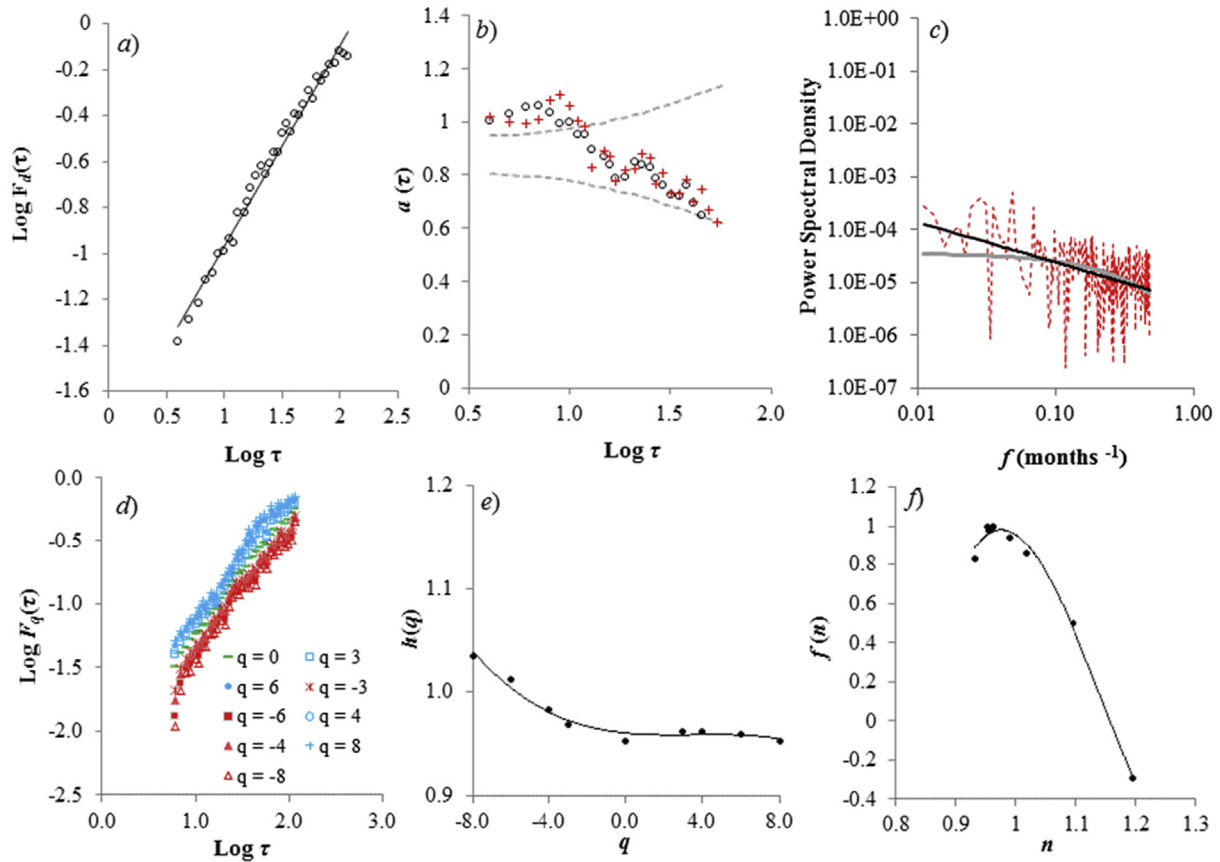 a)
0
-0.2
-0.4
-0.6
-0.8
-1
-1.2
-1.4
-1.6
0 0.5 1 1.5 2 2.5
Log F_d(τ)
Log τ
b)
1.4
1.2
1
0.8
0.6
0.4
0.2
0
0.5 1.0 1.5 2.0
a (τ)
Log τ
c)
1.0E+00
1.0E-01
1.0E-02
1.0E-03
1.0E-04
1.0E-05
1.0E-06
1.0E-07
0.01 0.10 1.00
Power Spectral Density
f (months -1)
d)
0.0
-0.5
-1.0
-1.5
-2.0
-2.5
0.0 1.0 2.0 3.0
Log F_q(τ)
Log τ
q = 0 q = 3
q = 6 q = -3
q = -6 q = 4
q = -4 q = 8
q = -8
e)
1.2
1.1
1.0
0.9
-8.0 -4.0 0.0 4.0 8.0
h(q)
q
f)
1.2
1
0.8
0.6
0.4
0.2
0
-0.2
-0.4
0.8 0.9 1 1.1 1.2 1.3
f(n)
n